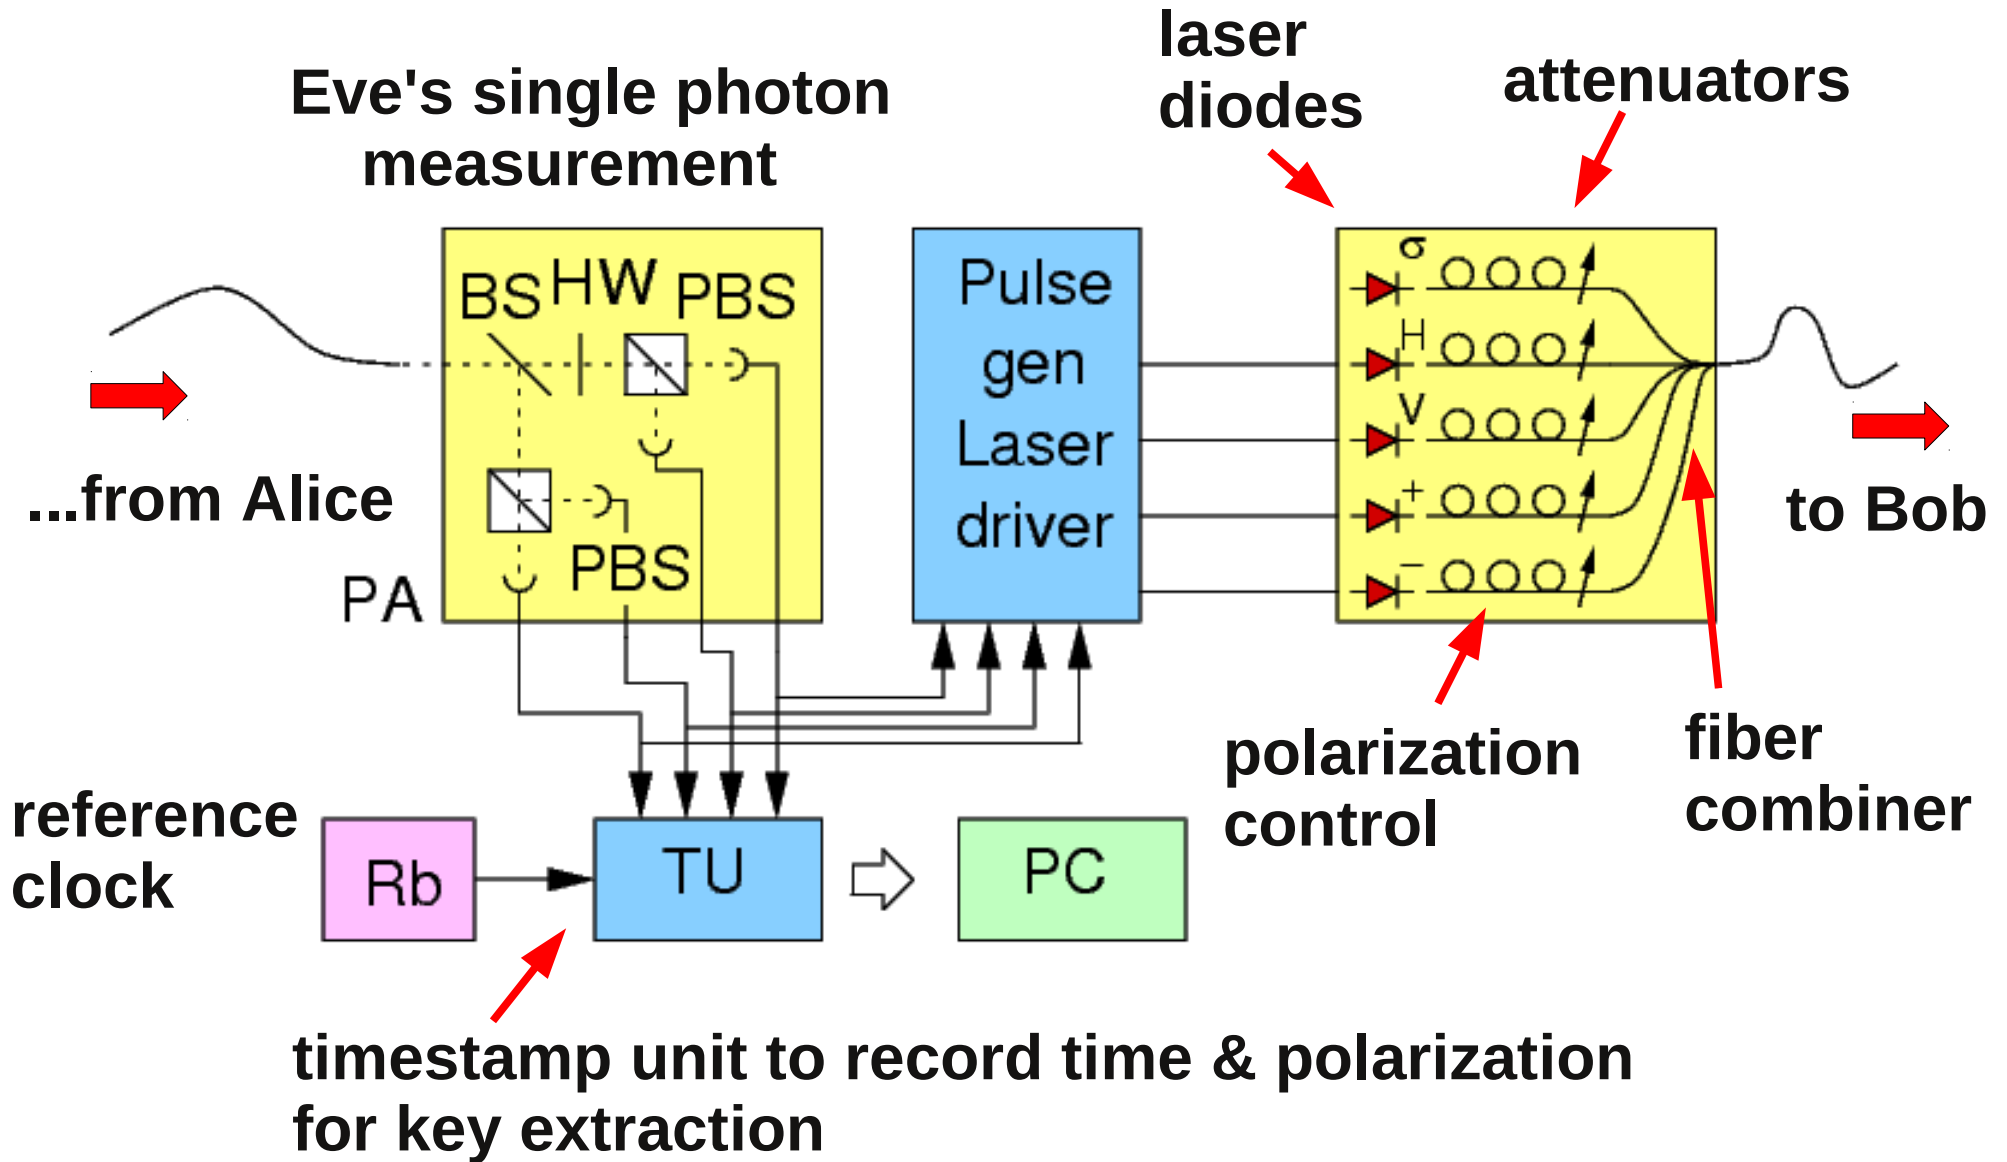 laser
diodes
attenuators
Eve's single photon
measurement
BS HW PBS
PBS
PA
Pulse
gen
Laser
driver
σ
H
V
+
−
...from Alice
to Bob
polarization
control
fiber
combiner
reference
clock
Rb
TU
PC
timestamp unit to record time & polarization
for key extraction